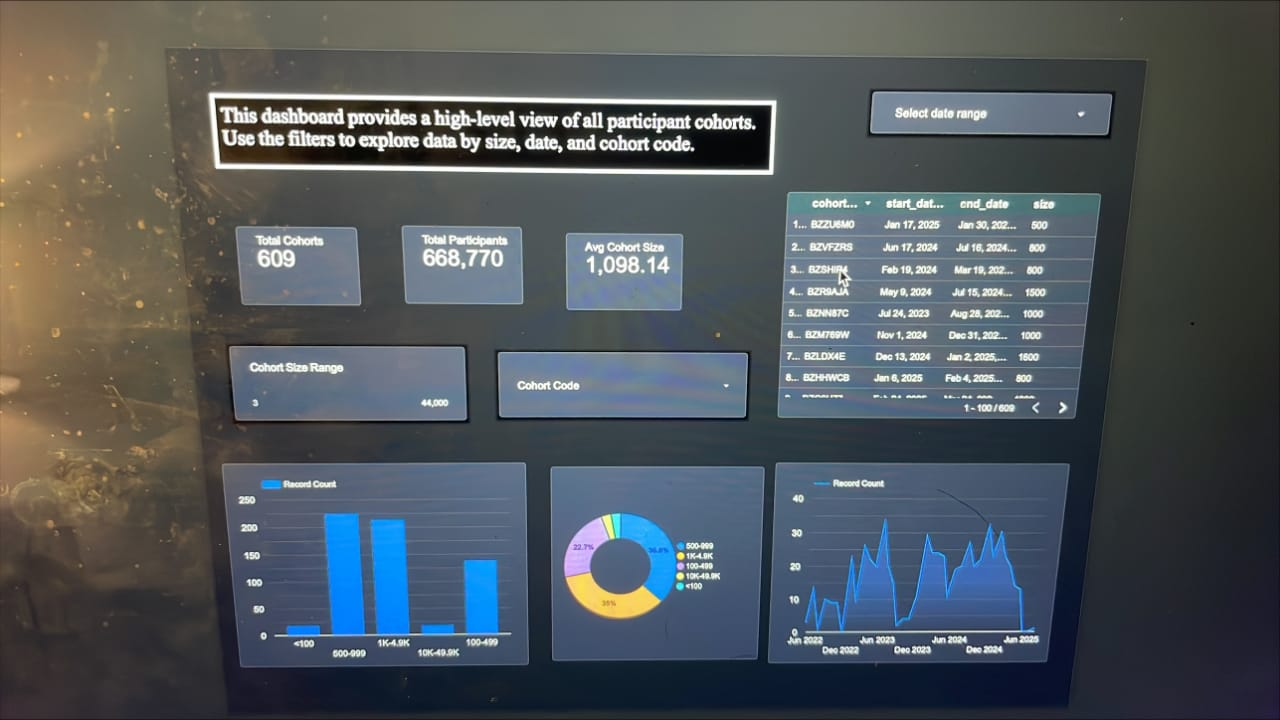 This dashboard provides a high-level view of all participant cohorts.
Use the filters to explore data by size, date, and cohort code.
Select date range
Total Cohorts
609
Total Participants
668,770
Avg Cohort Size
1,098.14
Cohort Size Range
3 44,000
Cohort Code
cohort... start_dat... end_date size
1... BZZU6M0 Jan 17, 2025 Jan 30, 202... 500
2... BZVFZRS Jun 17, 2024 Jul 16, 2024... 800
3... Feb 19, 2024 Mar 19, 202... 800
4... BZR9AJA May 9, 2024 Jul 15, 2024... 1500
5... BZNN87C Jul 24, 2023 Aug 28, 202... 1000
6... BZM769W Nov 1, 2024 Dec 31, 202... 1000
7... BZLDX4E Dec 13, 2024 Jan 2, 2025,... 1500
8... BZHHWCB Jan 6, 2025 Feb 4, 2025... 800
1 - 100 / 609
Record Count
250
200
150
100
50
0
<100 1K-4.9K 100-499
500-999 10K-49.9K
22.7% 36.8%
35%
500-999
1K-4.9K
100-499
10K-49.9K
<100
Record Count
40
30
20
10
0
Jun 2022 Jun 2023 Jun 2024 Jun 2025
Dec 2022 Dec 2023 Dec 2024